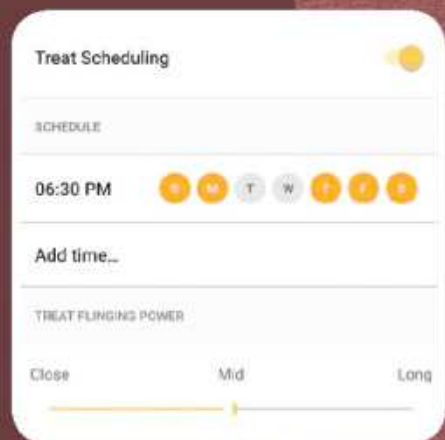 Treat Scheduling
SCHEDULE
06:30 PM S M T W T F S
Add time...
TREAT FLINGING POWER
Close Mid Long